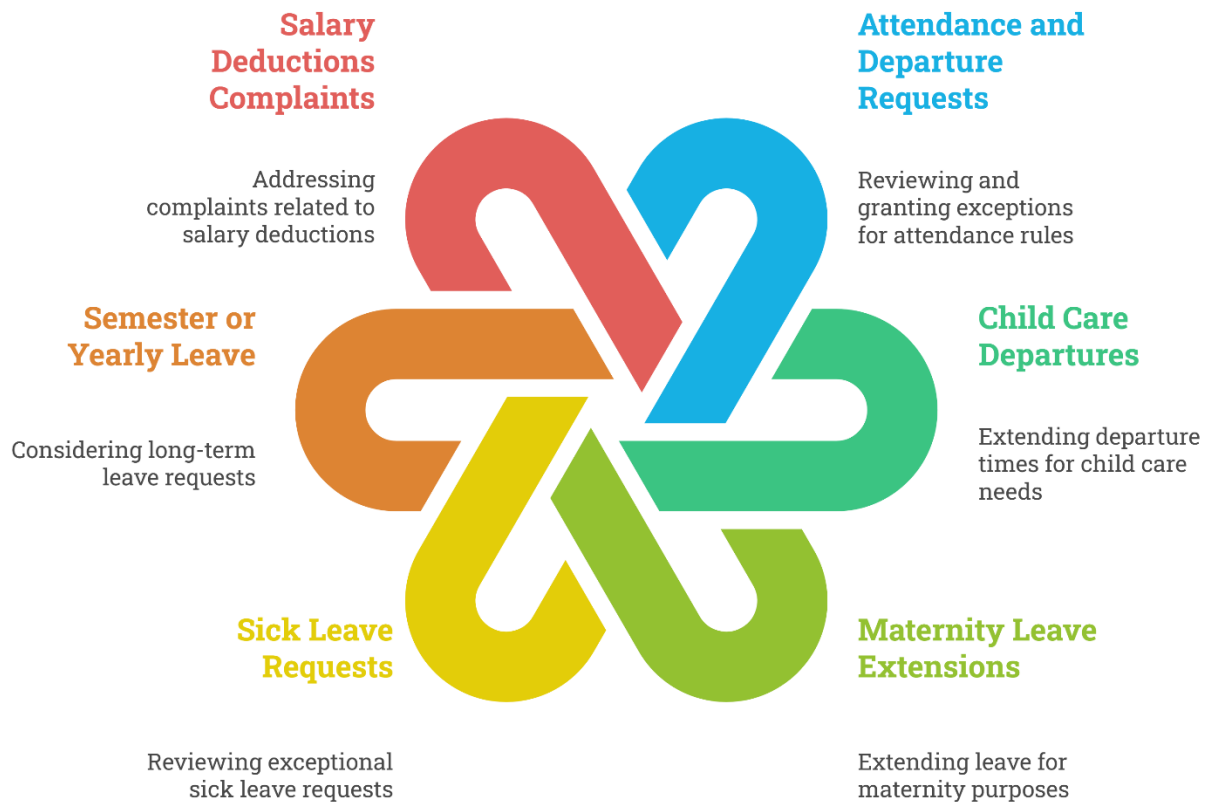 Salary
Deductions
Complaints
Addressing
complaints related to
salary deductions
Attendance and
Departure
Requests
Reviewing and
granting exceptions
for attendance rules
Semester or
Yearly Leave
Considering long-term
leave requests
Child Care
Departures
Extending departure
times for child care
needs
Sick Leave
Requests
Reviewing exceptional
sick leave requests
Maternity Leave
Extensions
Extending leave for
maternity purposes